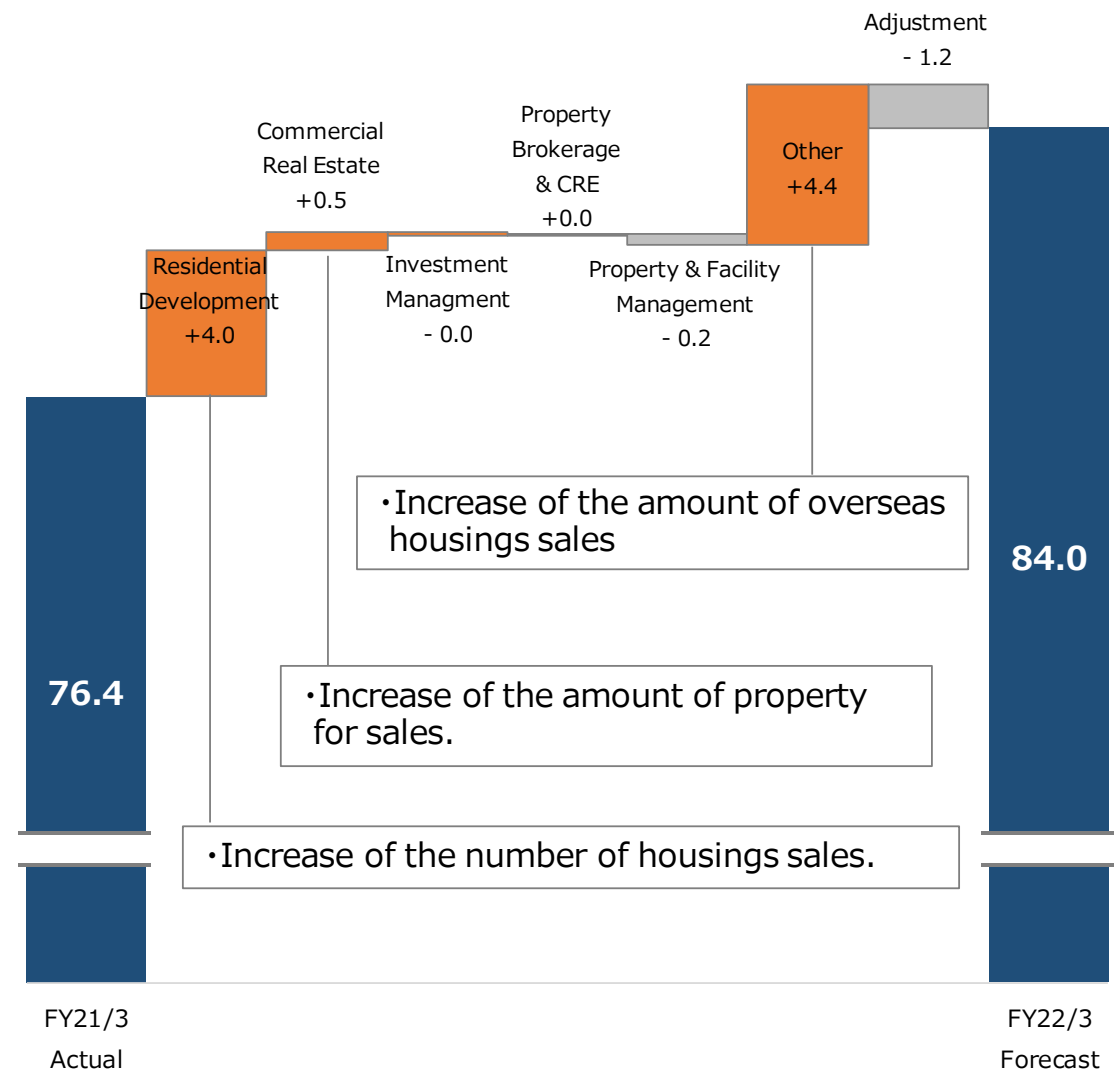 Adjustment
- 1.2
Property
Brokerage
& CRE
+0.0
Commercial
Real Estate
+0.5
Other
+4.4
Residential
Development
+4.0
Investment
Managment
- 0.0
Property & Facility
Management
- 0.2
・Increase of the amount of overseas
housings sales
84.0
76.4
・Increase of the amount of property
for sales.
・Increase of the number of housings sales.
FY21/3
Actual
FY22/3
Forecast